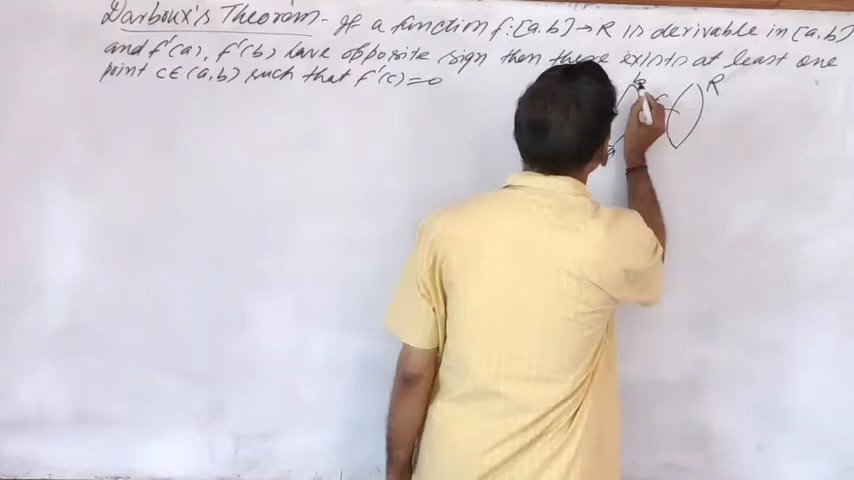 Darboux's Theorem - If a function f:[a,b]→R is derivable in [a,b]
and f'(a), f'(b) have opposite sign then there exists at least one
point c∈(a,b) such that f'(c)=0
b
f
R
a